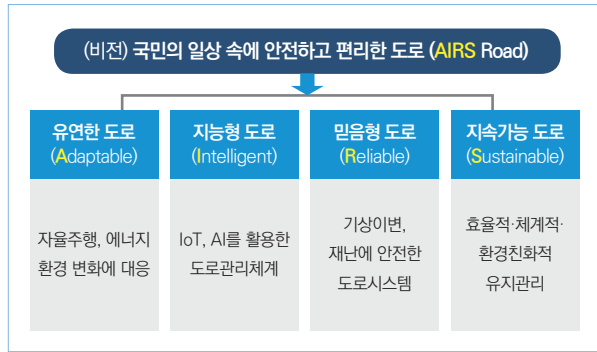 (비전) 국민의 일상 속에 안전하고 편리한 도로 (AIRS Road)
유연한 도로
(Adaptable)
자율주행, 에너지
환경 변화에 대응
지능형 도로
(Intelligent)
IoT, AI를 활용한
도로관리체계
믿음형 도로
(Reliable)
기상이변,
재난에 안전한
도로시스템
지속가능 도로
(Sustainable)
효율적·체계적·
환경친화적
유지관리